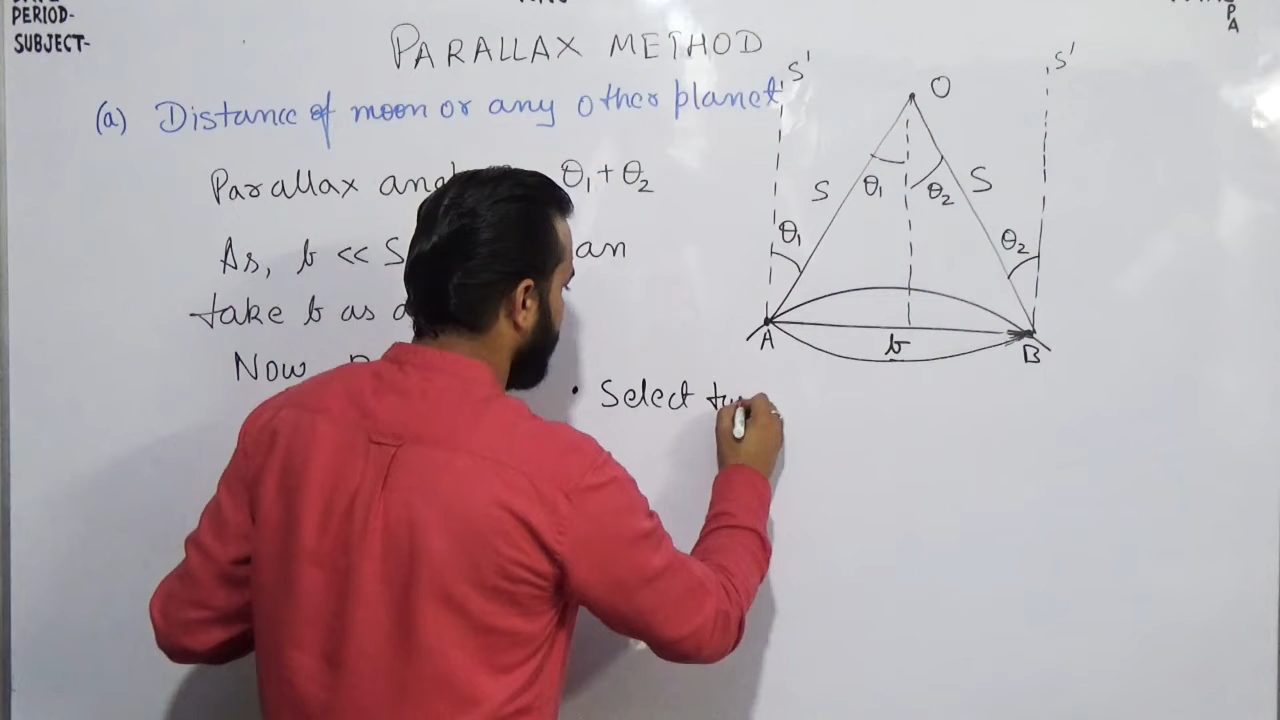 PERIOD-
SUBJECT-
P
A
PARALLAX METHOD
(a) Distance of moon or any other planet
Parallax θ₁ + θ₂
As, b << S an
take b as
Now
• Select
S'
S'
O
θ₁
θ₂
S
S
θ₁
θ₂
A
b
B